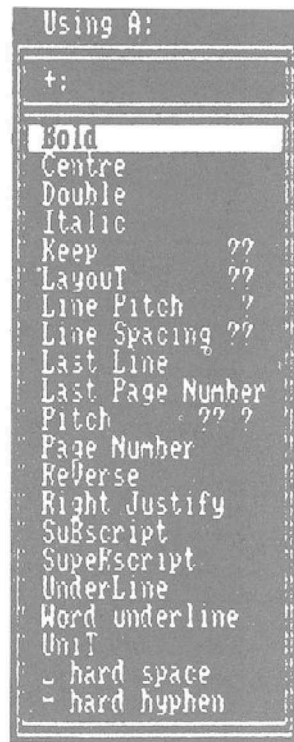 Using A:
+:
Bold
Centre
Double
Italic
Keep ??
LayouT ??
Line Pitch ?
Line Spacing ??
Last Line
Last Page Number
Pitch ?? ?
Page Number
ReVerse
Right Justify
SuBscript
SupeRscript
UnderLine
Word underline
UniT
␣ hard space
- hard hyphen